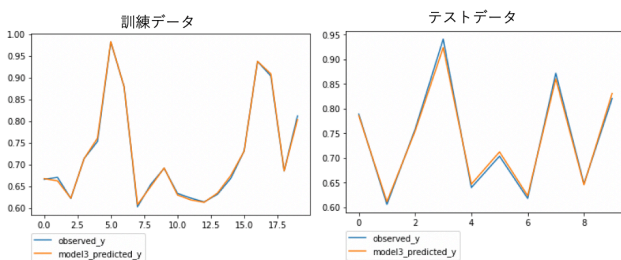 訓練データ
1.00
0.95
0.90
0.85
0.80
0.75
0.70
0.65
0.60
0.0 2.5 5.0 7.5 10.0 12.5 15.0 17.5
observed_y
model3_predicted_y
テストデータ
0.95
0.90
0.85
0.80
0.75
0.70
0.65
0.60
0 2 4 6 8
observed_y
model3_predicted_y